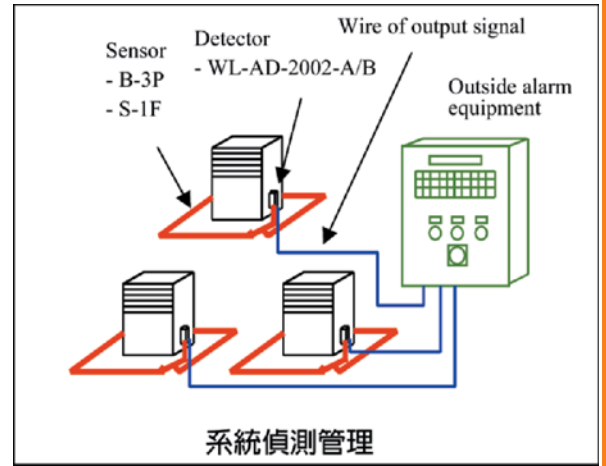 Sensor
- B-3P
- S-1F
Detector
- WL-AD-2002-A/B
Wire of output signal
Outside alarm
equipment
系統偵測管理